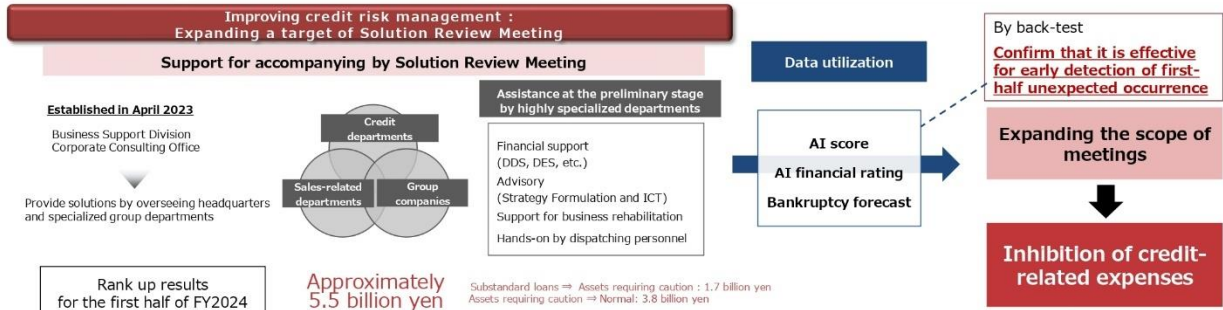 Improving credit risk management :
Expanding a target of Solution Review Meeting
Support for accompanying by Solution Review Meeting
Established in April 2023
Business Support Division
Corporate Consulting Office
Provide solutions by overseeing headquarters
and specialized group departments
Credit
departments
Sales-related
departments
Group
companies
Assistance at the preliminary stage
by highly specialized departments
Financial support
(DDS, DES, etc.)
Advisory
(Strategy Formulation and ICT)
Support for business rehabilitation
Hands-on by dispatching personnel
Data utilization
AI score
AI financial rating
Bankruptcy forecast
By back-test
Confirm that it is effective
for early detection of first-
half unexpected occurrence
Expanding the scope of
meetings
Inhibition of credit-
related expenses
Rank up results
for the first half of FY2024
Approximately
5.5 billion yen
Substandard loans ⇒ Assets requiring caution : 1.7 billion yen
Assets requiring caution ⇒ Normal: 3.8 billion yen